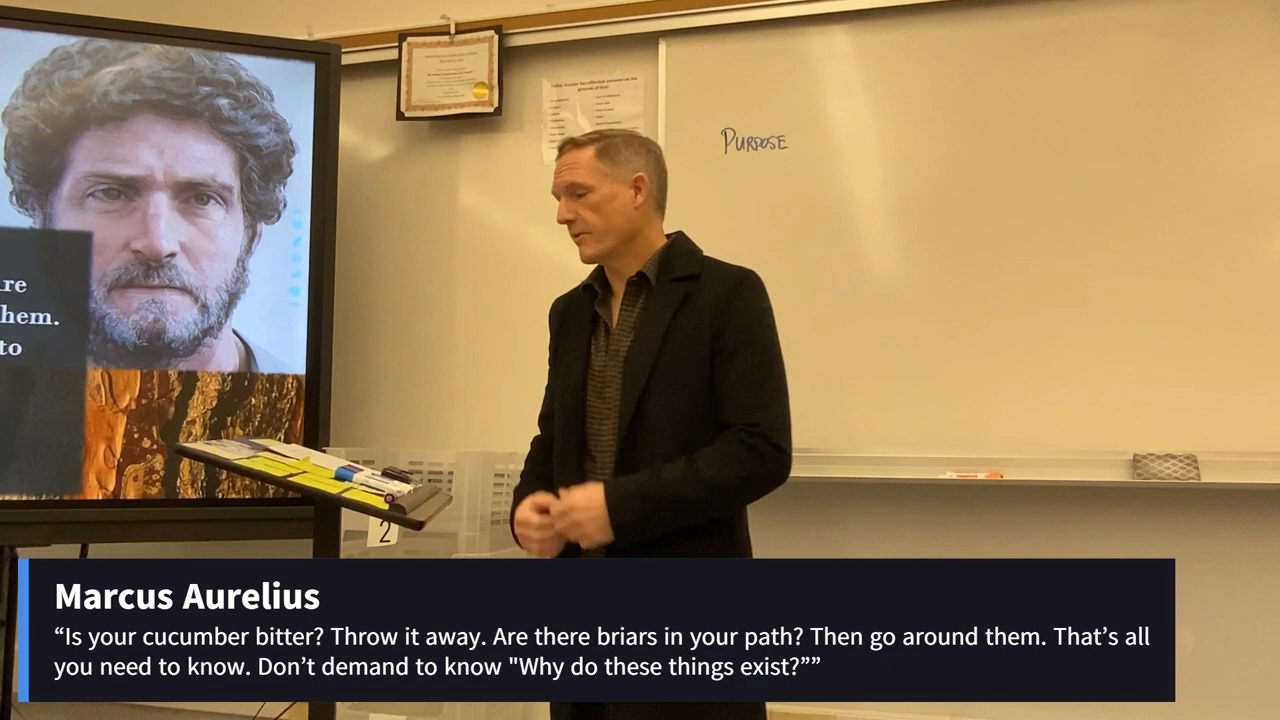 are
hem.
to
PURPOSE
2
Marcus Aurelius
“Is your cucumber bitter? Throw it away. Are there briars in your path? Then go around them. That’s all
you need to know. Don’t demand to know "Why do these things exist?””